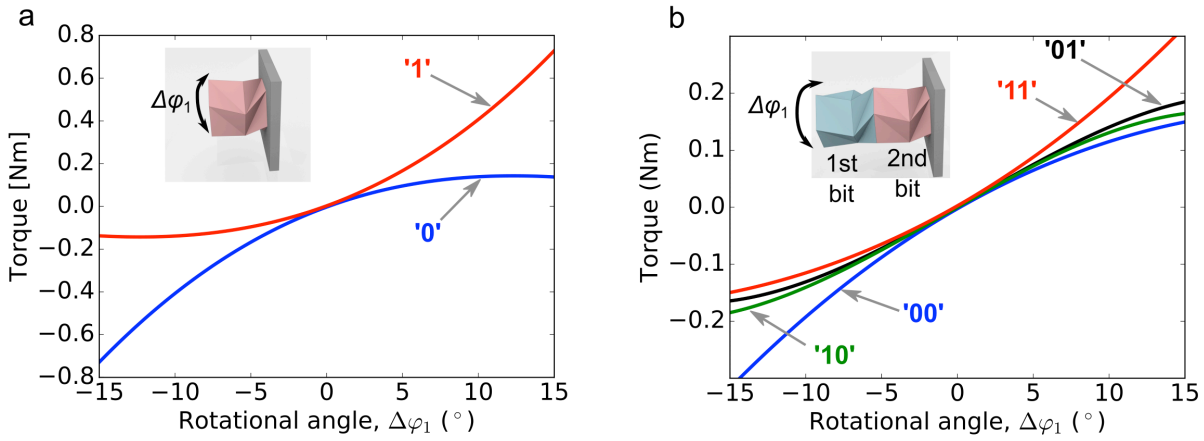 a
0.8
0.6
0.4
0.2
0.0
−0.2
−0.4
−0.6
−0.8
Torque [Nm]
Δφ₁
'1'
'0'
−15 −10 −5 0 5 10 15
Rotational angle, Δφ₁ (°)
b
0.2
0.1
0.0
−0.1
−0.2
Torque (Nm)
Δφ₁
1st
bit
2nd
bit
'01'
'11'
'00'
'10'
−15 −10 −5 0 5 10 15
Rotational angle, Δφ₁ (°)